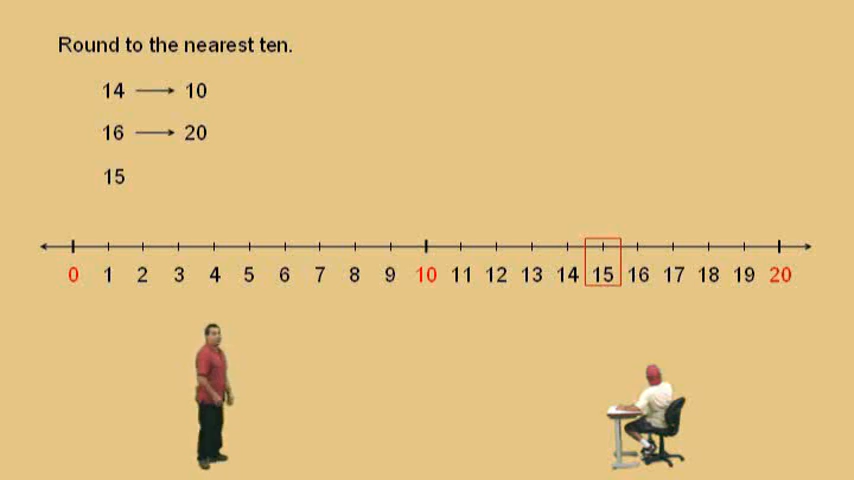 Round to the nearest ten.
14 → 10
16 → 20
15
0 1 2 3 4 5 6 7 8 9 10 11 12 13 14 15 16 17 18 19 20